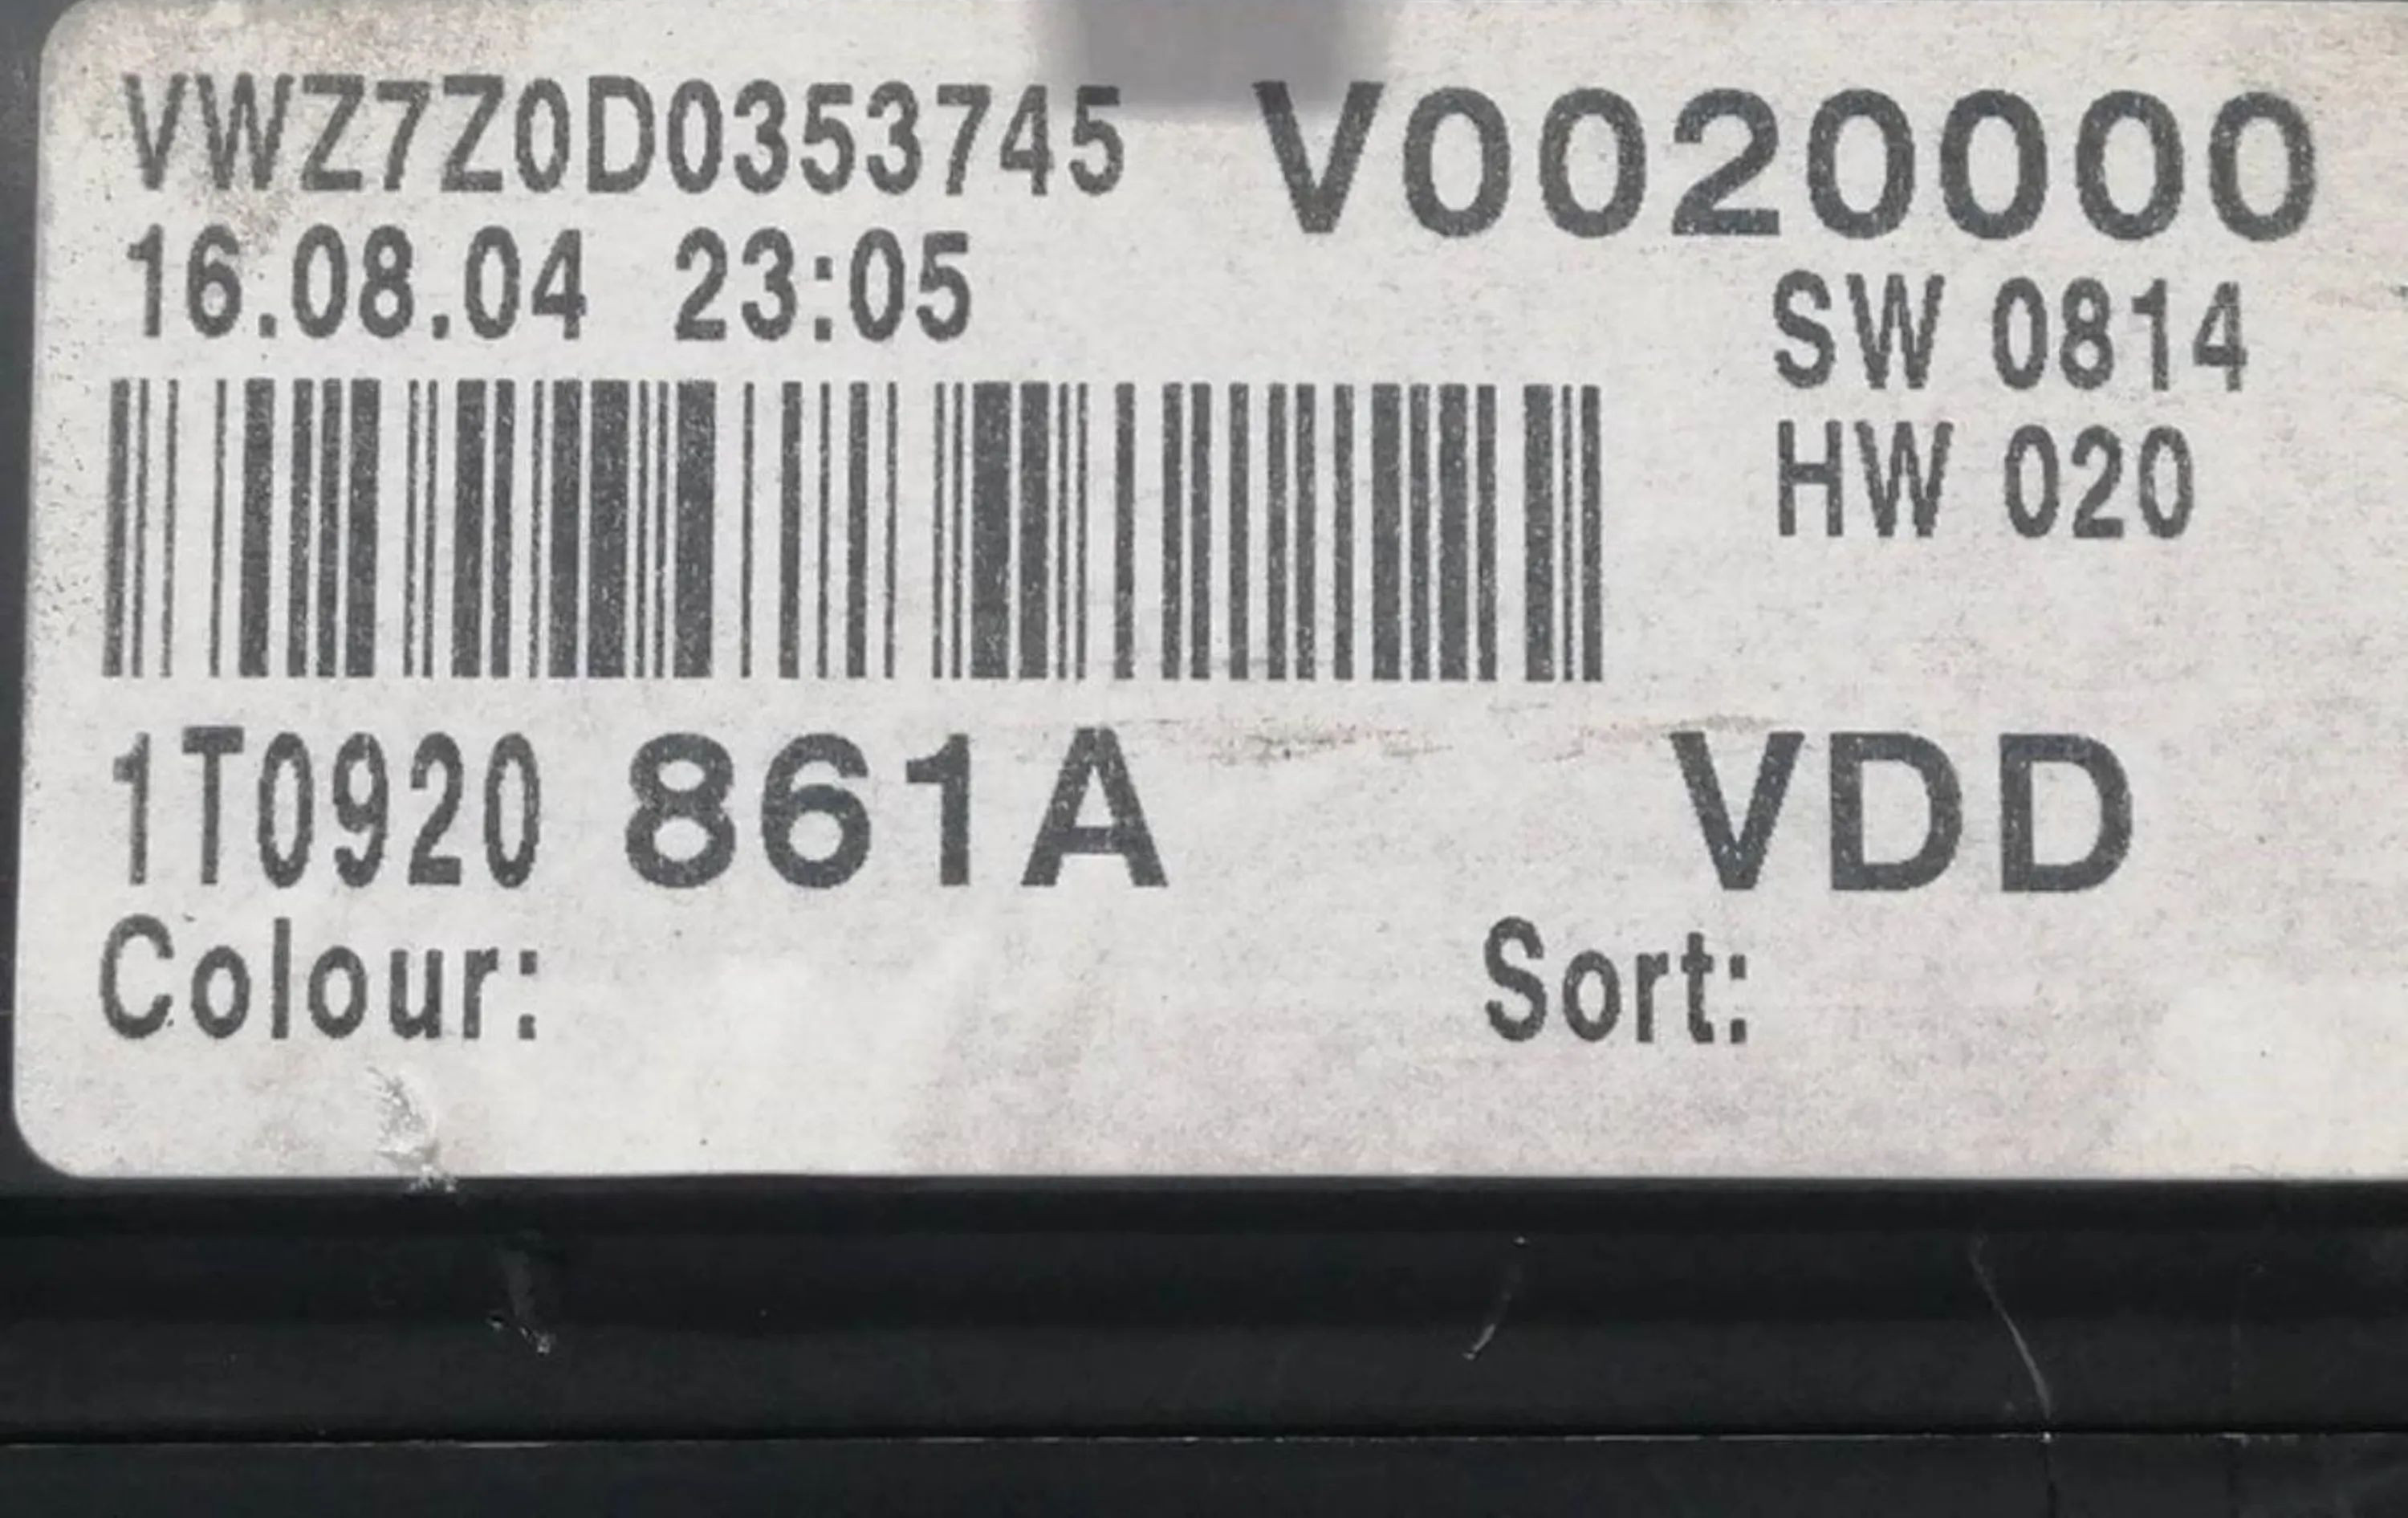 VWZ7Z0D0353745 V0020000
16.08.04 23:05
SW 0814
HW 020
1T0920 861A VDD
Colour: Sort: